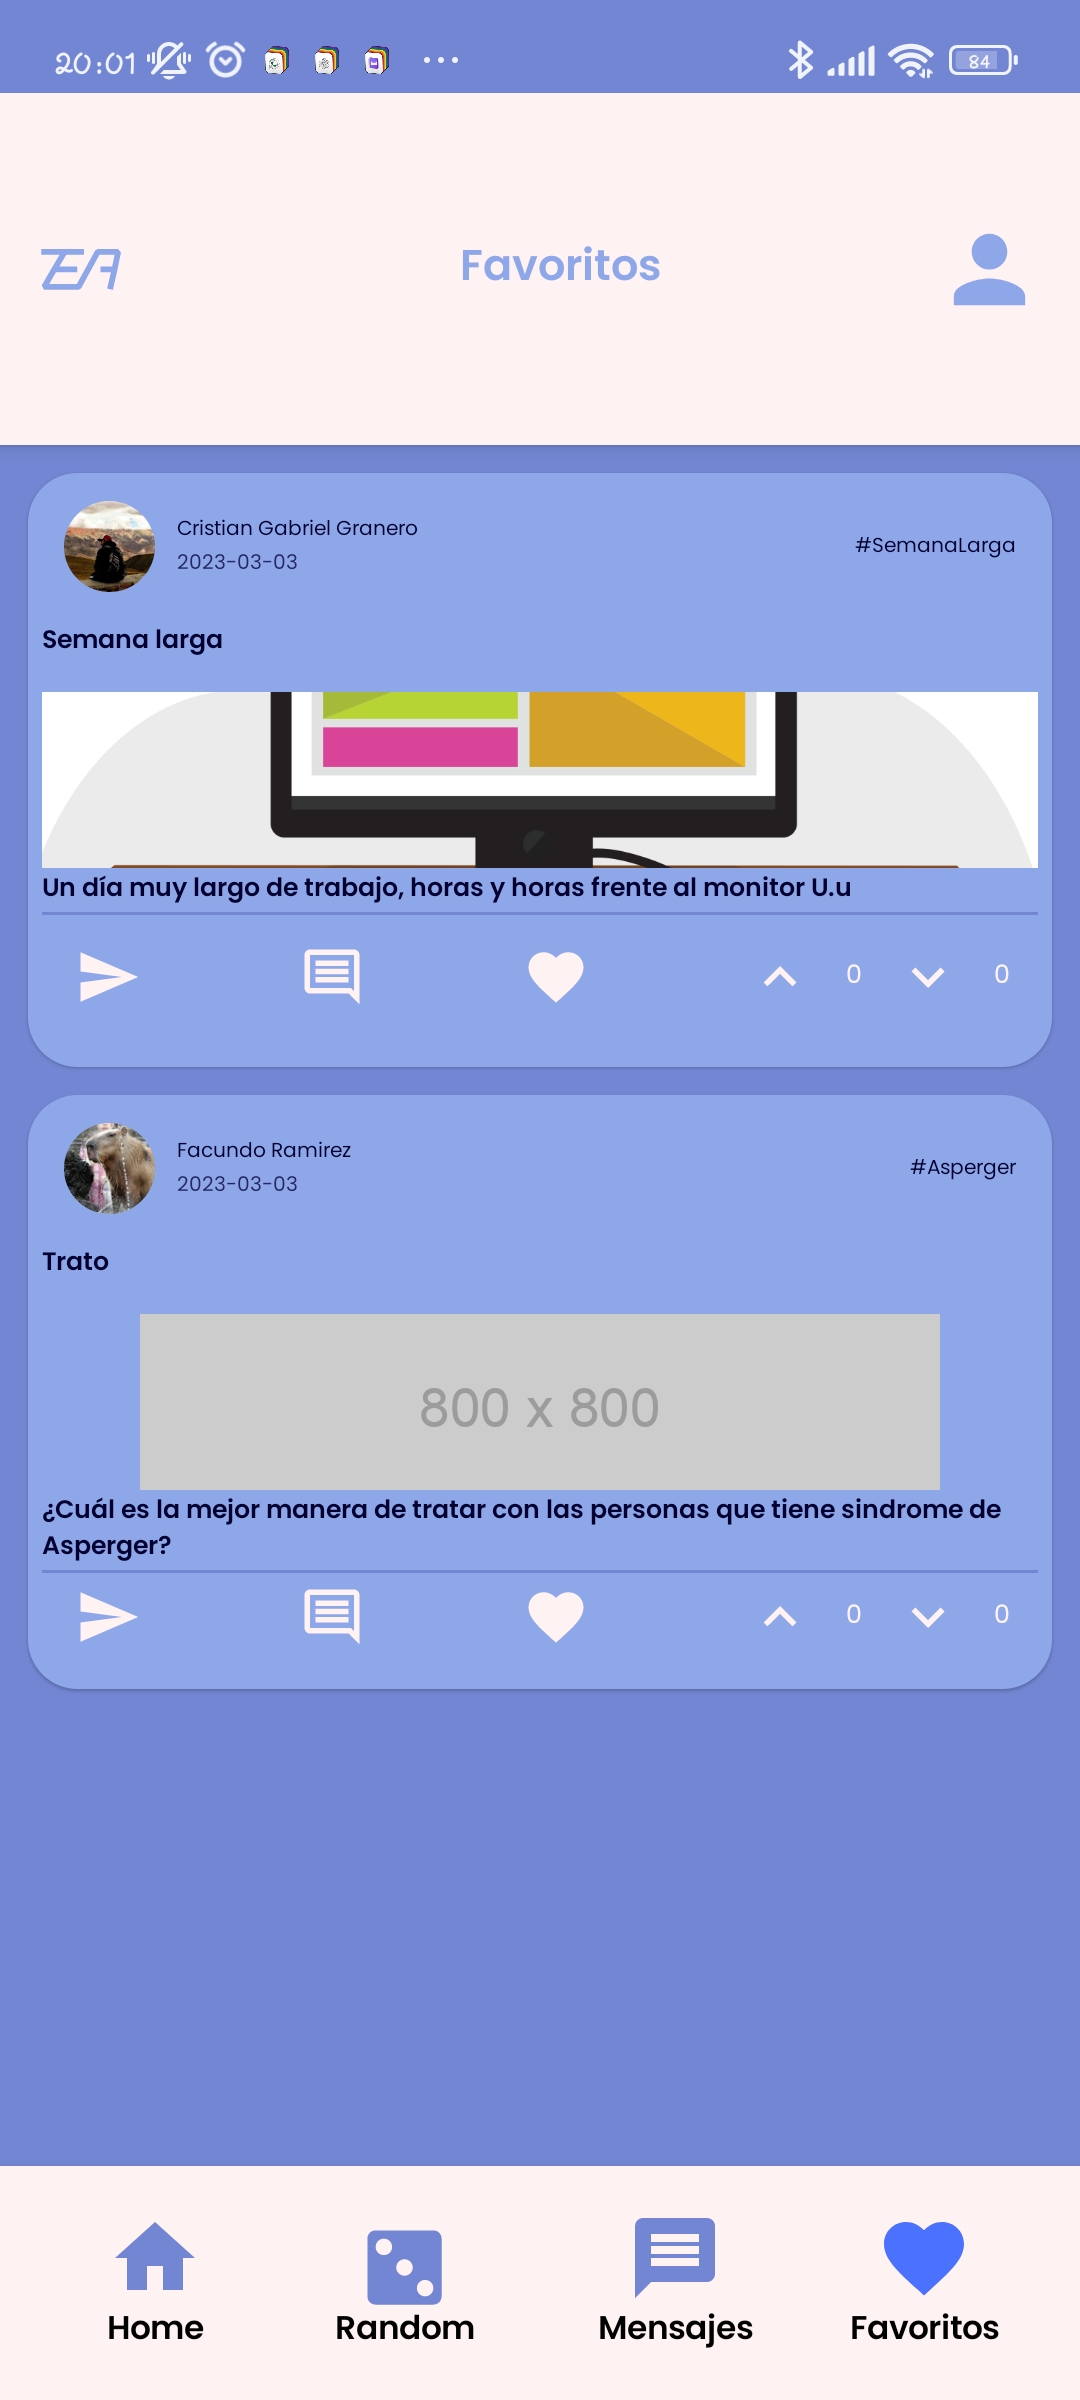 20:01
84
EA
Favoritos
Cristian Gabriel Granero
2023-03-03
#SemanaLarga
Semana larga
Un día muy largo de trabajo, horas y horas frente al monitor U.u
0
0
Facundo Ramirez
2023-03-03
#Asperger
Trato
800 x 800
¿Cuál es la mejor manera de tratar con las personas que tiene sindrome de
Asperger?
0
0
Home
Random
Mensajes
Favoritos